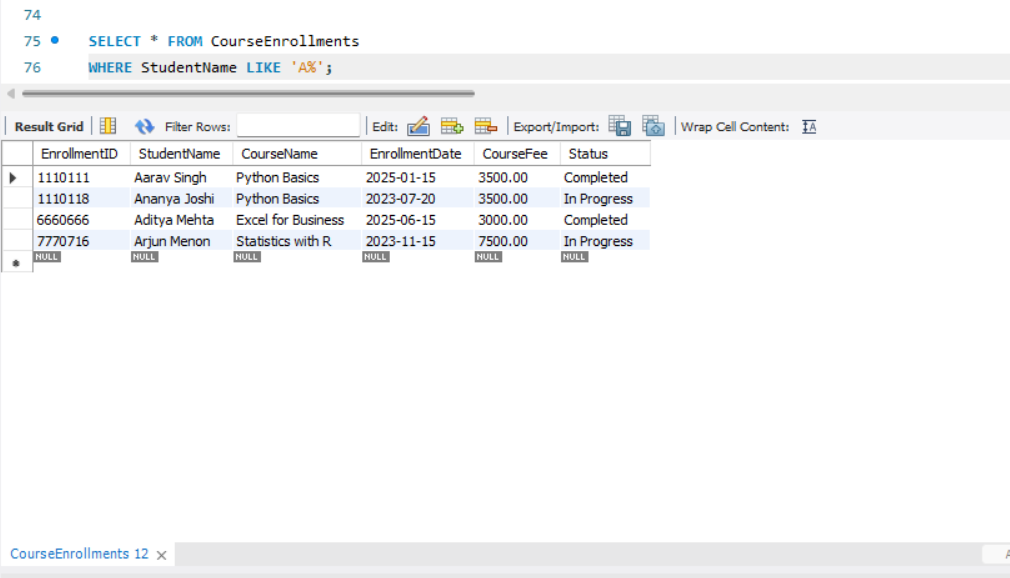 74
75 SELECT * FROM CourseEnrollments
76 WHERE StudentName LIKE 'A%';
Result Grid Filter Rows: Edit: Export/Import: Wrap Cell Content:
EnrollmentID StudentName CourseName EnrollmentDate CourseFee Status
1110111 Aarav Singh Python Basics 2025-01-15 3500.00 Completed
1110118 Ananya Joshi Python Basics 2023-07-20 3500.00 In Progress
6660666 Aditya Mehta Excel for Business 2025-06-15 3000.00 Completed
7770716 Arjun Menon Statistics with R 2023-11-15 7500.00 In Progress
NULL NULL NULL NULL NULL NULL
CourseEnrollments 12